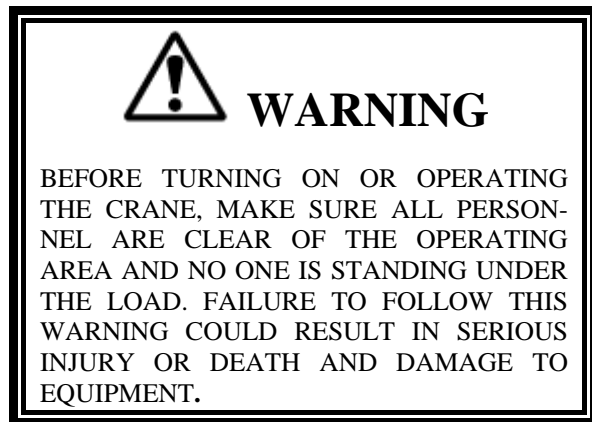 WARNING
BEFORE TURNING ON OR OPERATING
THE CRANE, MAKE SURE ALL PERSON-
NEL ARE CLEAR OF THE OPERATING
AREA AND NO ONE IS STANDING UNDER
THE LOAD. FAILURE TO FOLLOW THIS
WARNING COULD RESULT IN SERIOUS
INJURY OR DEATH AND DAMAGE TO
EQUIPMENT.